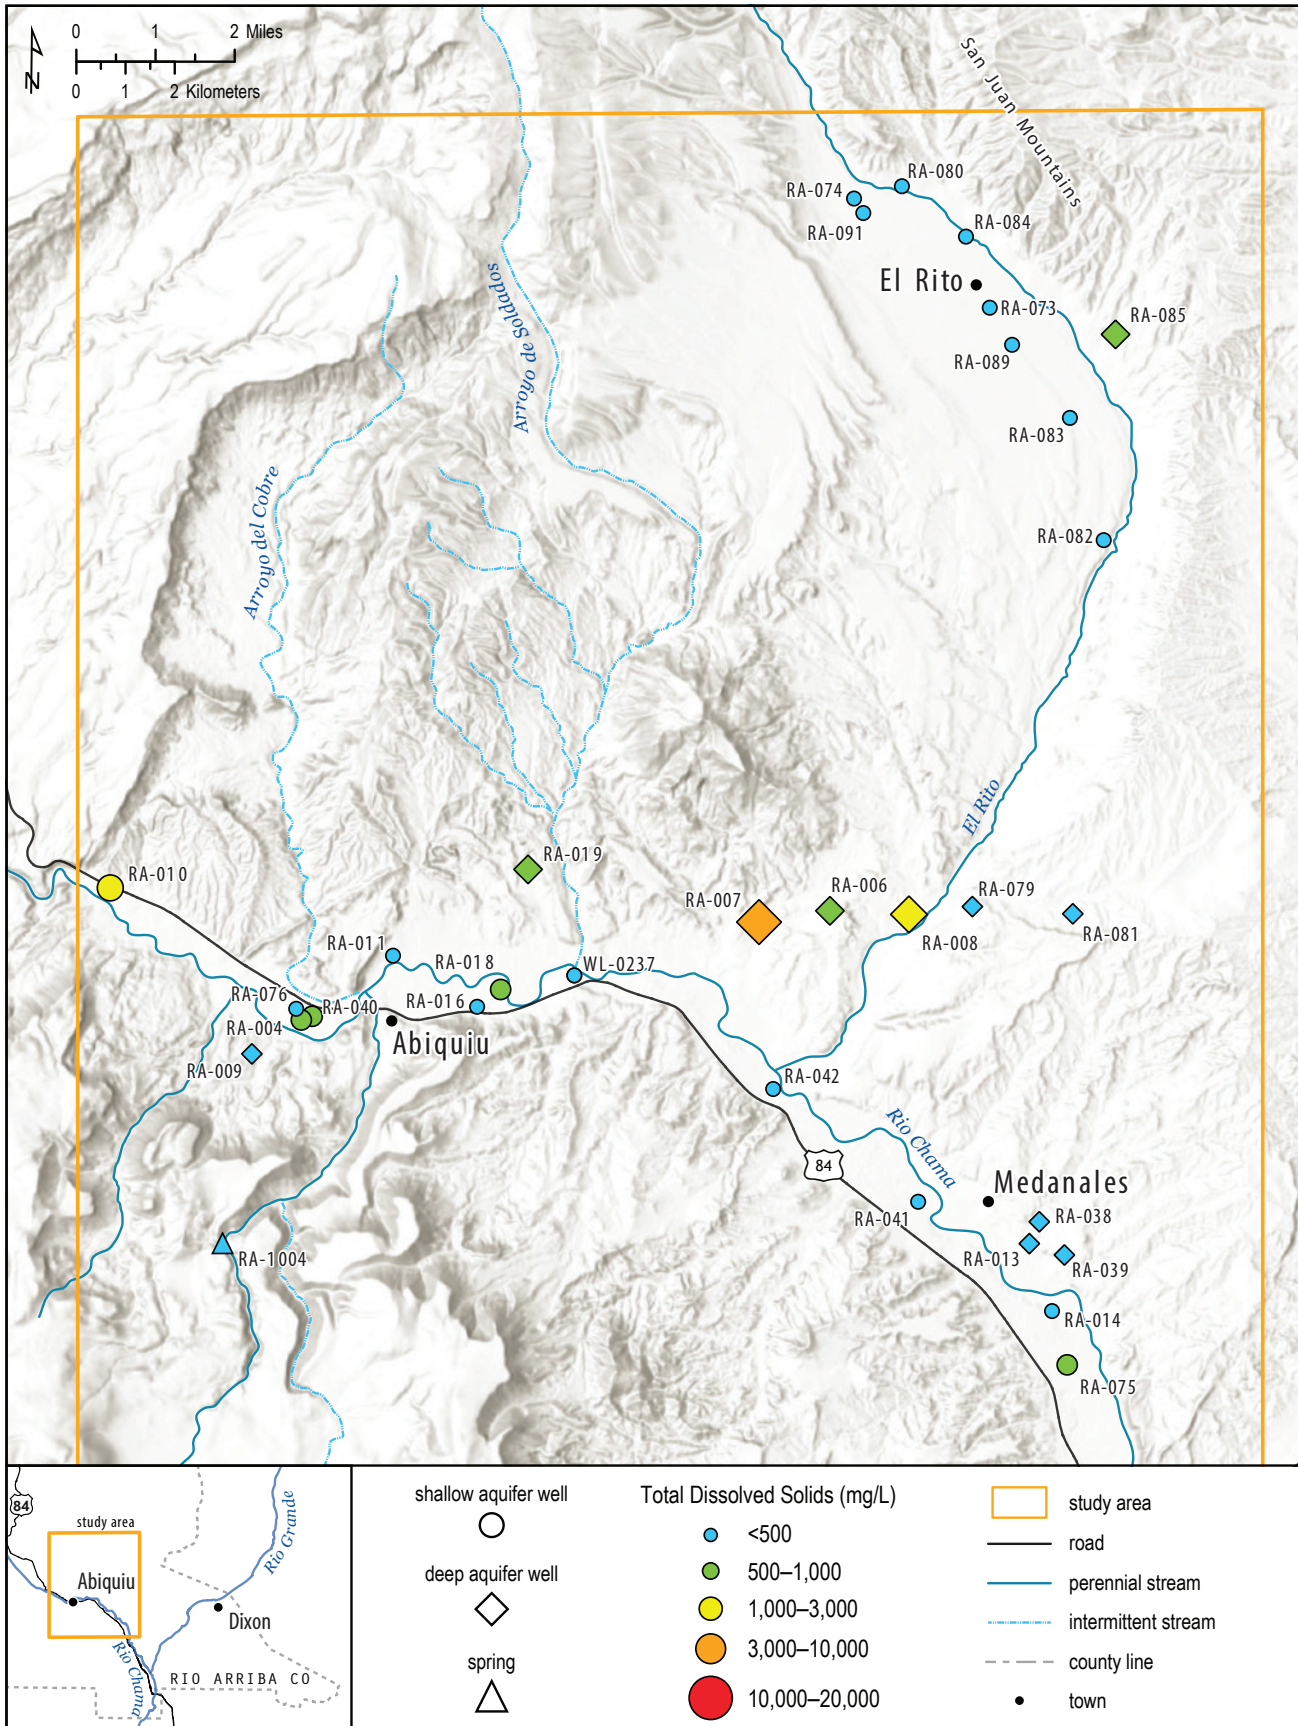 0 1 2 Miles
0 1 2 Kilometers
N
San Juan Mountains
RA-080
RA-074
RA-091
RA-084
El Rito
RA-073
RA-085
RA-089
RA-083
RA-082
Arroyo de Soldados
Arroyo del Cobre
El Rito
RA-010
RA-019
RA-007
RA-006
RA-008
RA-079
RA-081
RA-011
RA-018
WL-0237
RA-016
RA-076
RA-040
RA-004
RA-009
Abiquiu
RA-042
Rio Chama
84
Medanales
RA-041
RA-038
RA-013
RA-039
RA-1004
RA-014
RA-075
84
study area
Abiquiu
Rio Grande
Dixon
Rio Chama
RIO ARRIBA CO
shallow aquifer well
deep aquifer well
spring
Total Dissolved Solids (mg/L)
<500
500–1,000
1,000–3,000
3,000–10,000
10,000–20,000
study area
road
perennial stream
intermittent stream
county line
town